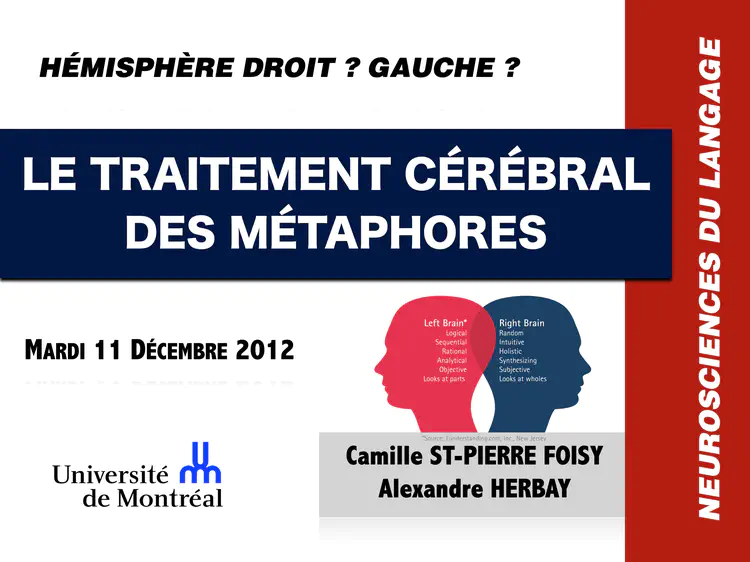 HÉMISPHÈRE DROIT ? GAUCHE ?
LE TRAITEMENT CÉRÉBRAL
DES MÉTAPHORES
NEUROSCIENCES DU LANGAGE
MARDI 11 DÉCEMBRE 2012
Left Brain*
Logical
Sequential
Rational
Analytical
Objective
Looks at parts
Right Brain
Random
Intuitive
Holistic
Synthesizing
Subjective
Looks at wholes
*Source: Funderstanding.com, Inc., New Jersey
Camille ST-PIERRE FOISY
Alexandre HERBAY
Université
de Montréal